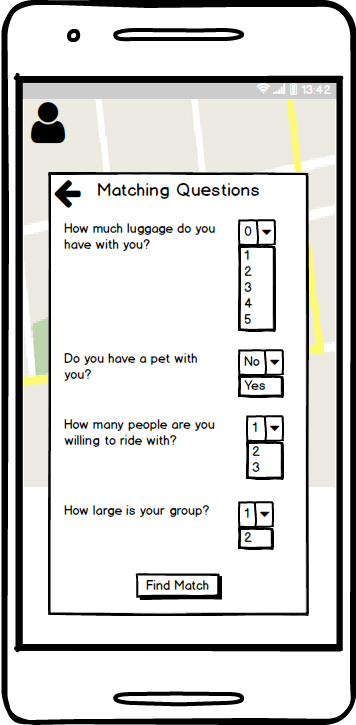 13:42
Matching Questions
How much luggage do you
have with you?
0
1
2
3
4
5
Do you have a pet with
you?
No
Yes
How many people are you
willing to ride with?
1
2
3
How large is your group?
1
2
Find Match